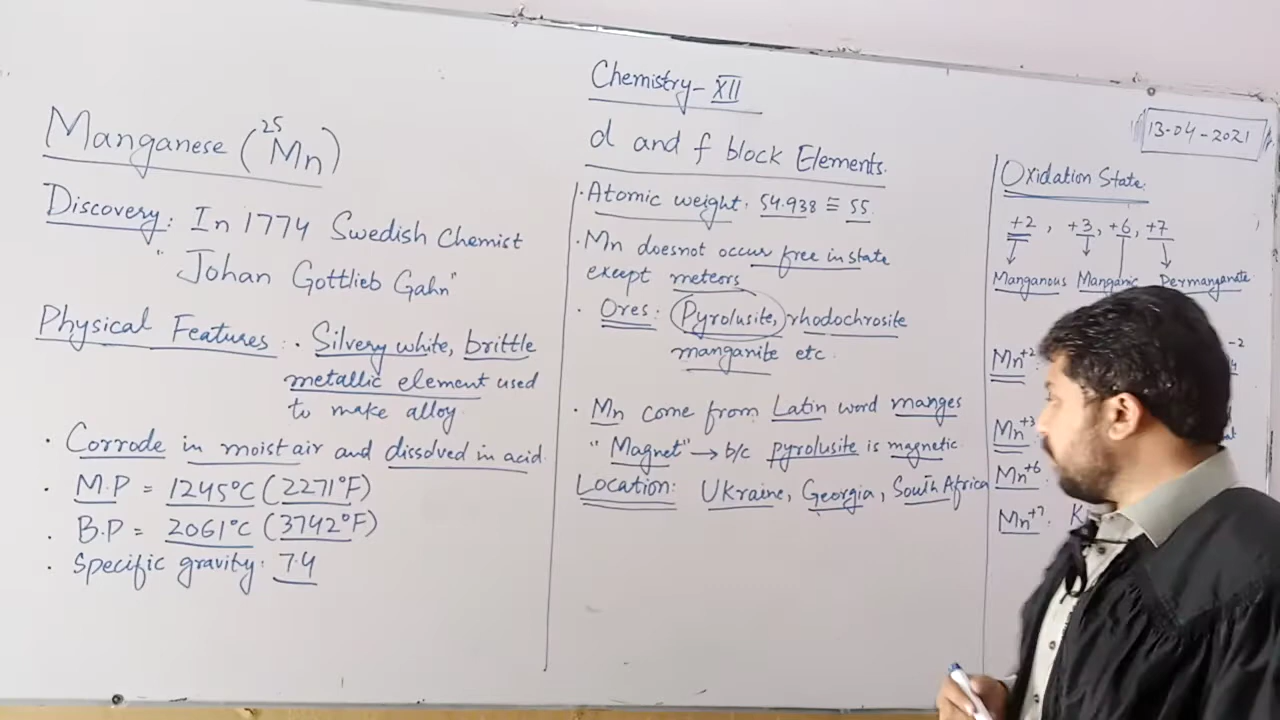 Manganese (²⁵Mn)
Discovery: In 1774 Swedish Chemist
"Johan Gottlieb Gahn"
Physical Features: . Silvery white, brittle
metallic element used
to make alloy.
. Corrode in moist air and dissolved in acid.
. M.P = 1245°C (2271°F)
. B.P = 2061°C (3742°F)
. Specific gravity: 7.4
Chemistry-XII
d and f block Elements.
. Atomic weight: 54.938 ≅ 55.
. Mn doesnot occur free in state
except meteors
. Ores: Pyrolusite, rhodochrosite
manganite etc.
. Mn come from Latin word manges
"Magnet" → b/c pyrolusite is magnetic.
Location: Ukraine, Georgia, South Africa
13-04-2021
Oxidation State:
+2, +3, +6, +7
Manganous Manganic Permanganate
Mn+2: -2
Mn+3
Mn+6
Mn+7: K